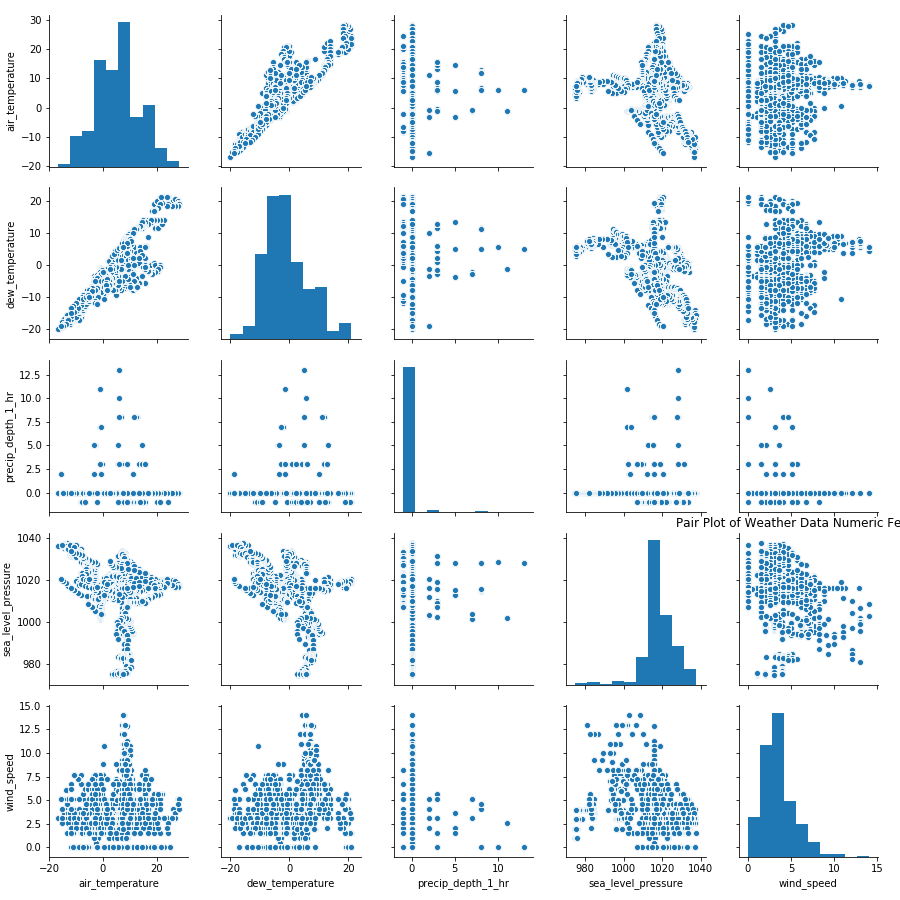 30
20
10
0
−10
−20
air_temperature
20
10
0
−10
−20
dew_temperature
12.5
10.0
7.5
5.0
2.5
0.0
precip_depth_1_hr
Pair Plot of Weather Data Numeric Fe
1040
1020
1000
980
sea_level_pressure
15.0
12.5
10.0
7.5
5.0
2.5
0.0
wind_speed
−20 0 20
−20 0 20
0 5 10
980 1000 1020 1040
0 5 10 15
air_temperature
dew_temperature
precip_depth_1_hr
sea_level_pressure
wind_speed